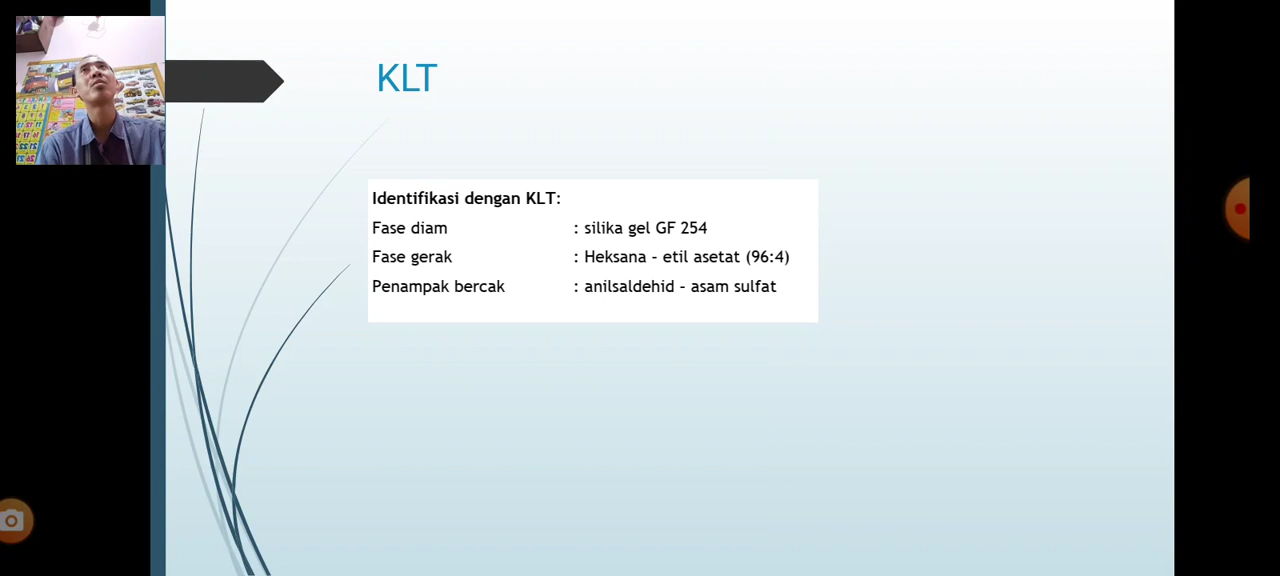 KLT
Identifikasi dengan KLT:
Fase diam : silika gel GF 254
Fase gerak : Heksana – etil asetat (96:4)
Penampak bercak : anilsaldehid – asam sulfat